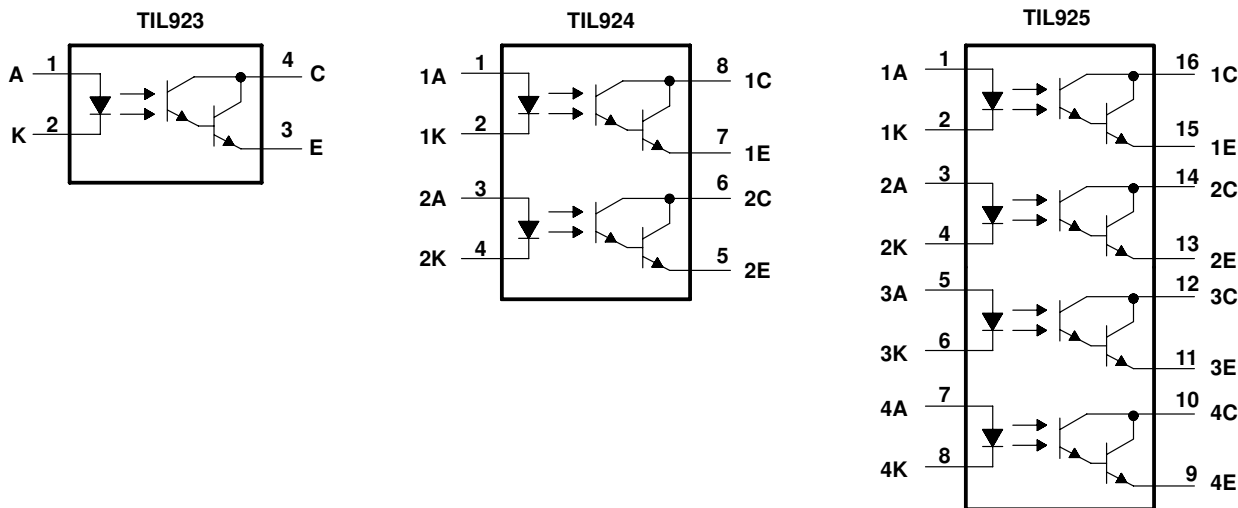 TIL923
A 1 4 C
K 2 3 E
TIL924
1A 1 8 1C
1K 2 7 1E
2A 3 6 2C
2K 4 5 2E
TIL925
1A 1 16 1C
1K 2 15 1E
2A 3 14 2C
2K 4 13 2E
3A 5 12 3C
3K 6 11 3E
4A 7 10 4C
4K 8 9 4E